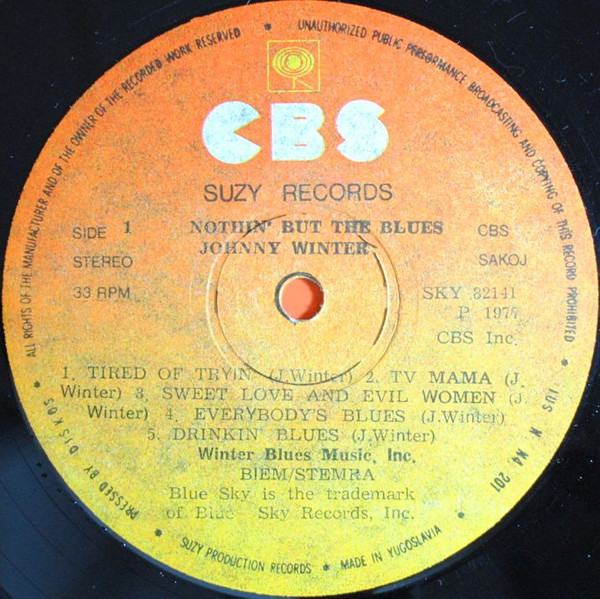 ALL RIGHTS OF THE MANUFACTURER AND OF THE OWNER OF THE RECORDED WORK RESERVED * UNAUTHORIZED PUBLIC PERFORMANCE BROADCASTING AND COPYING OF THIS RECORD PROHIBITED
CBS
SUZY RECORDS
SIDE 1
STEREO
33 RPM
NOTHIN' BUT THE BLUES
JOHNNY WINTER
CBS
SAKOJ
SKY 82141
P 1977
CBS Inc.
1. TIRED OF TRYIN' (J.Winter) 2. TV MAMA (J.
Winter) 3. SWEET LOVE AND EVIL WOMEN (J.
Winter) 4. EVERYBODY'S BLUES (J.Winter)
5. DRINKIN' BLUES (J.Winter)
Winter Blues Music, Inc.
BIEM/STEMRA
Blue Sky is the trademark
of Blue Sky Records, Inc.
PRESSED BY DISKOS * SUZY PRODUCTION RECORDS * MADE IN YUGOSLAVIA * JUS N K4 201